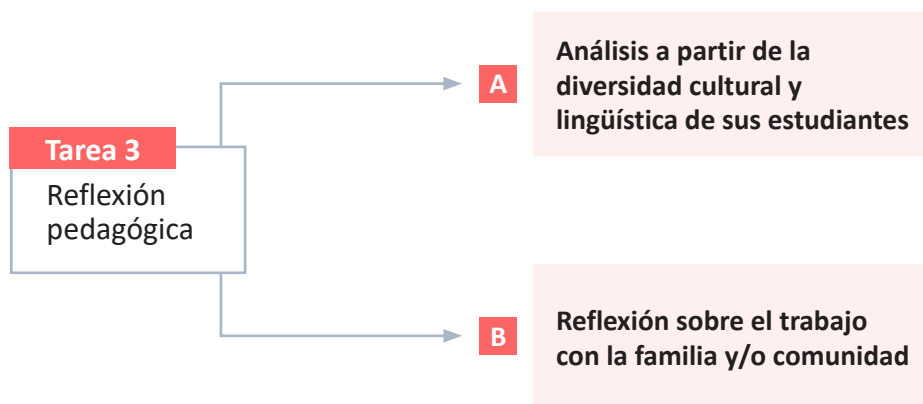 Tarea 3
Reflexión
pedagógica
A
Análisis a partir de la
diversidad cultural y
lingüística de sus estudiantes
B
Reflexión sobre el trabajo
con la familia y/o comunidad